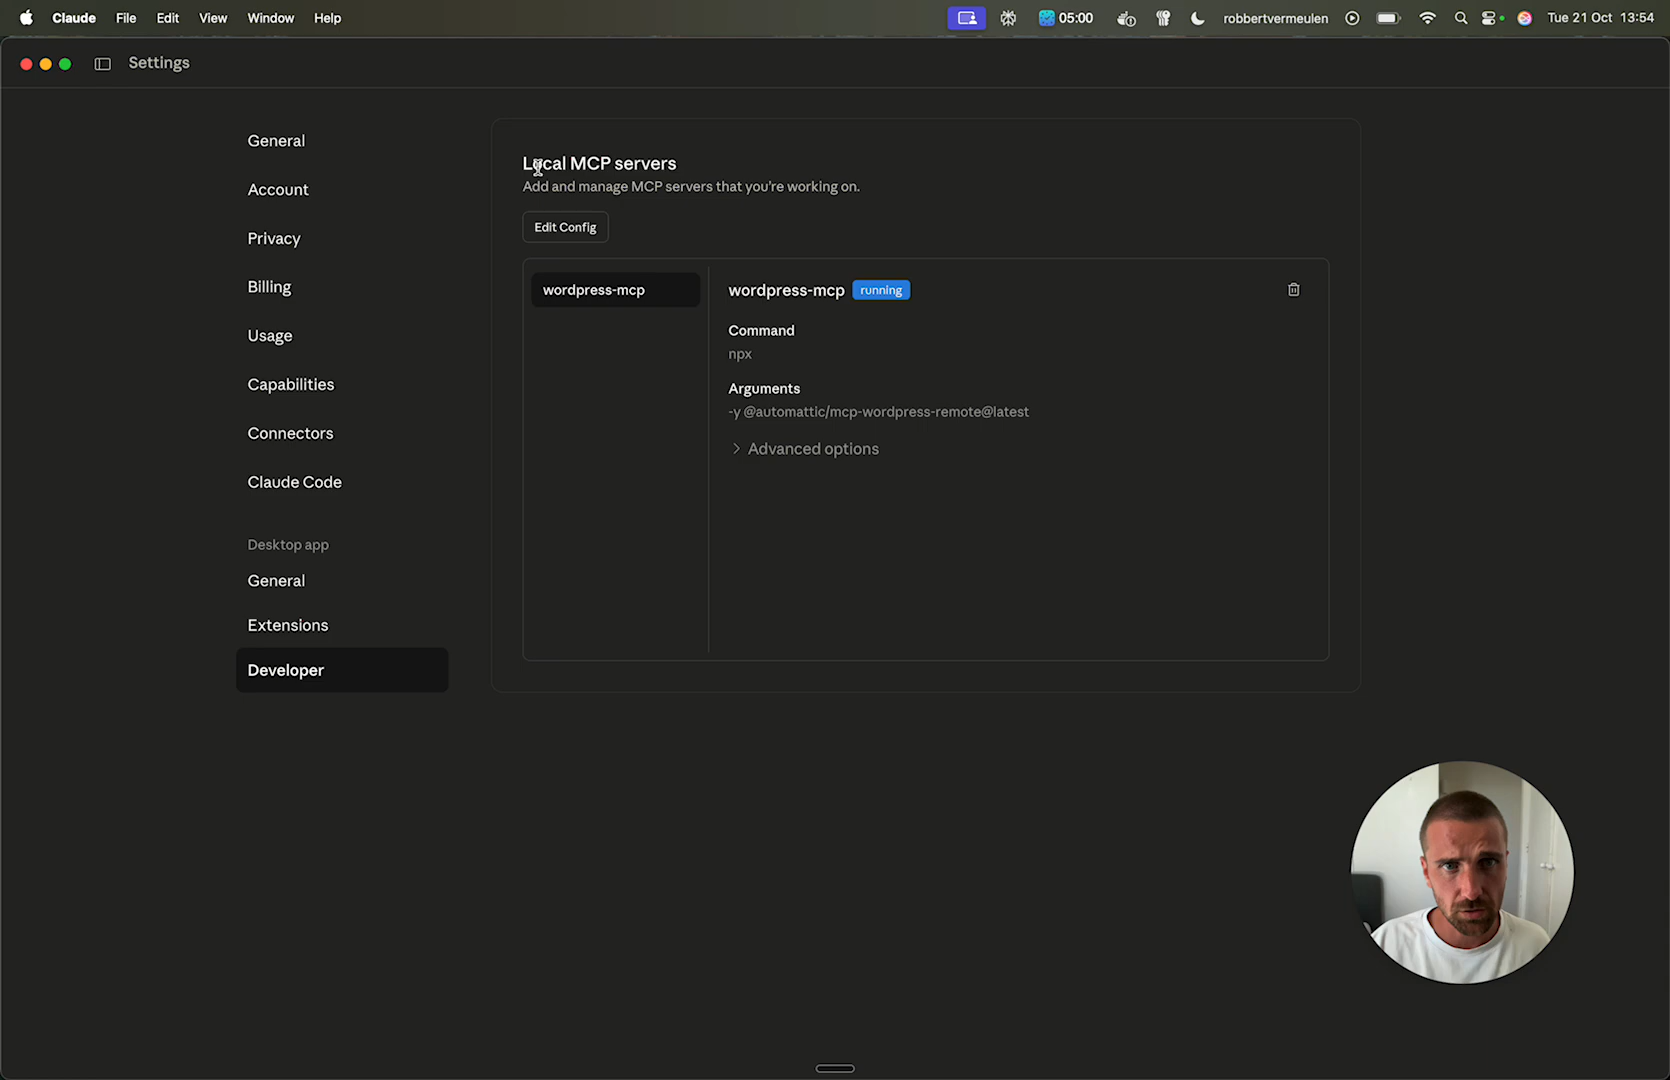 Claude File Edit View Window Help 05:00 robbertvermeulen Tue 21 Oct 13:54
Settings
General
Account
Privacy
Billing
Usage
Capabilities
Connectors
Claude Code
Desktop app
General
Extensions
Developer
Local MCP servers
Add and manage MCP servers that you're working on.
Edit Config
wordpress-mcp
wordpress-mcp running
Command
npx
Arguments
-y @automattic/mcp-wordpress-remote@latest
Advanced options